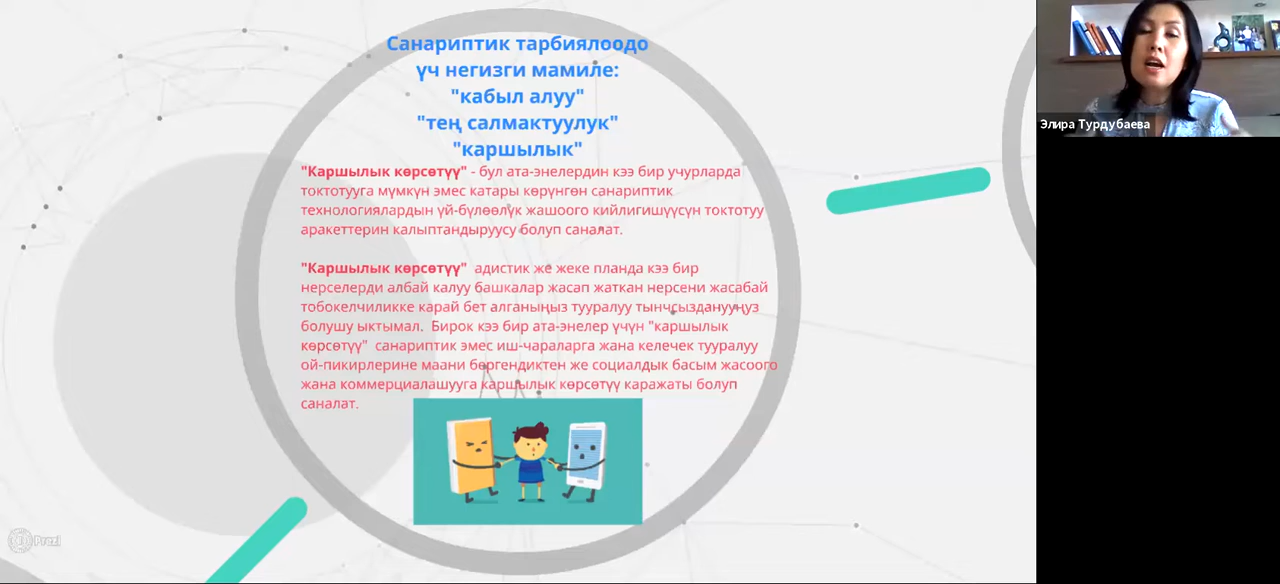 Санариптик тарбиялоодо
үч негизги мамиле:
"кабыл алуу"
"тең салмактуулук"
"каршылык"
"Каршылык көрсөтүү" - бул ата-энелердин кээ бир учурларда
токтотууга мүмкүн эмес катары көрүнгөн санариптик
технологиялардын үй-бүлөөлүк жашоого кийлигишүүсүн токтотуу
аракеттерин калыптандыруусу болуп саналат.
"Каршылык көрсөтүү" адистик же жеке планда кээ бир
нерселерди албай калуу башкалар жасап жаткан нерсени жасабай
тобокелчиликке карай бет алганыңыз тууралуу тынчсыздануунуз
болушу ыктымал. Бирок кээ бир ата-энелер үчүн "каршылык
көрсөтүү" санариптик эмес иш-чараларга жана келечек тууралуу
ой-пикирлерине маани бөргендиктен же социалдык басым жасоого
жана коммерциалашууга каршылык көрсөтүү каражаты болуп
саналат.
Prezi
Элира Турдубаева